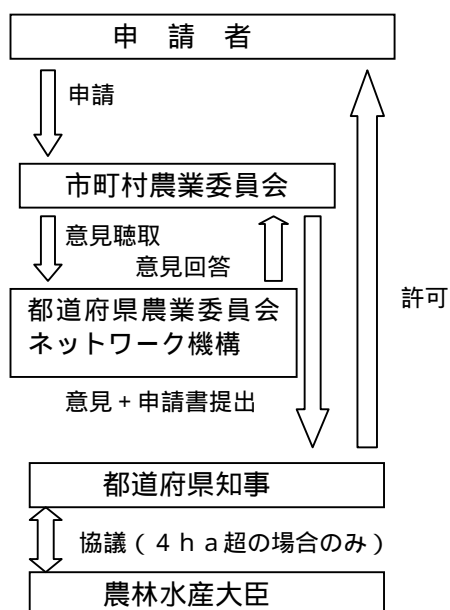 申　請　者
申請
市町村農業委員会
意見聴取
意見回答
都道府県農業委員会
ネットワーク機構
許可
意見＋申請書提出
都道府県知事
協議（４ｈａ超の場合のみ）
農林水産大臣